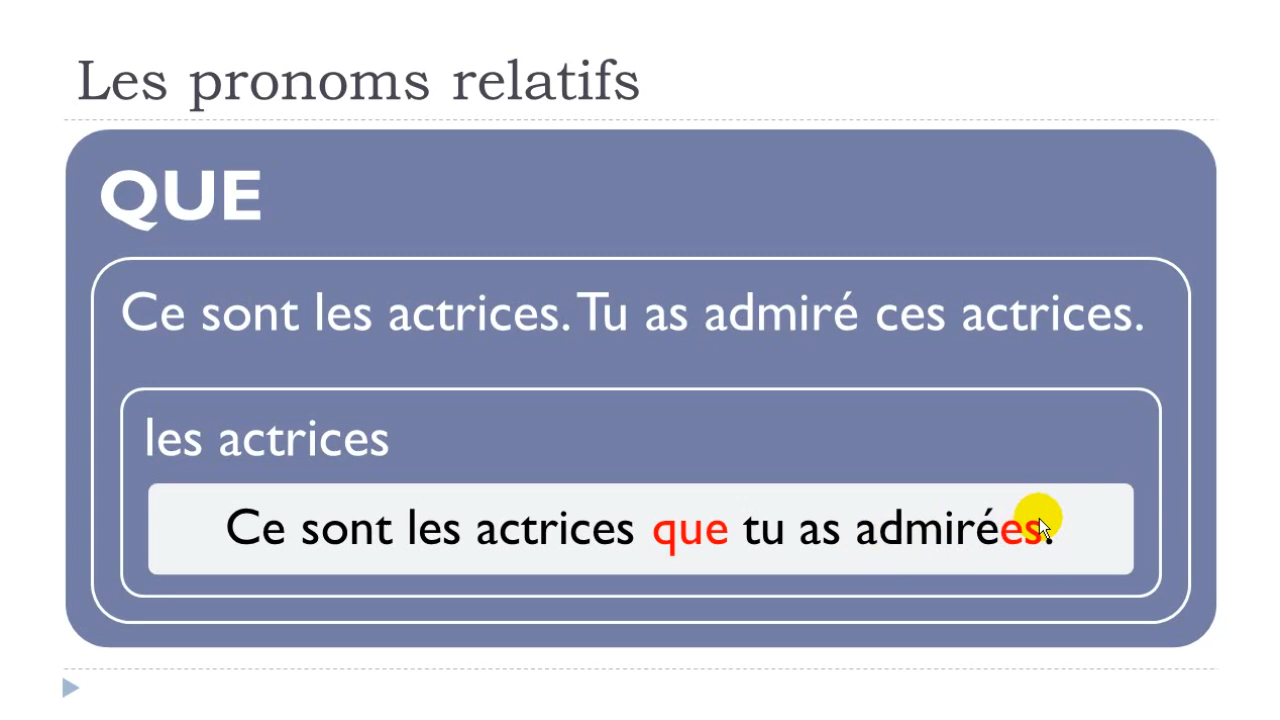 Les pronoms relatifs
QUE
Ce sont les actrices. Tu as admiré ces actrices.
les actrices
Ce sont les actrices que tu as admirées.